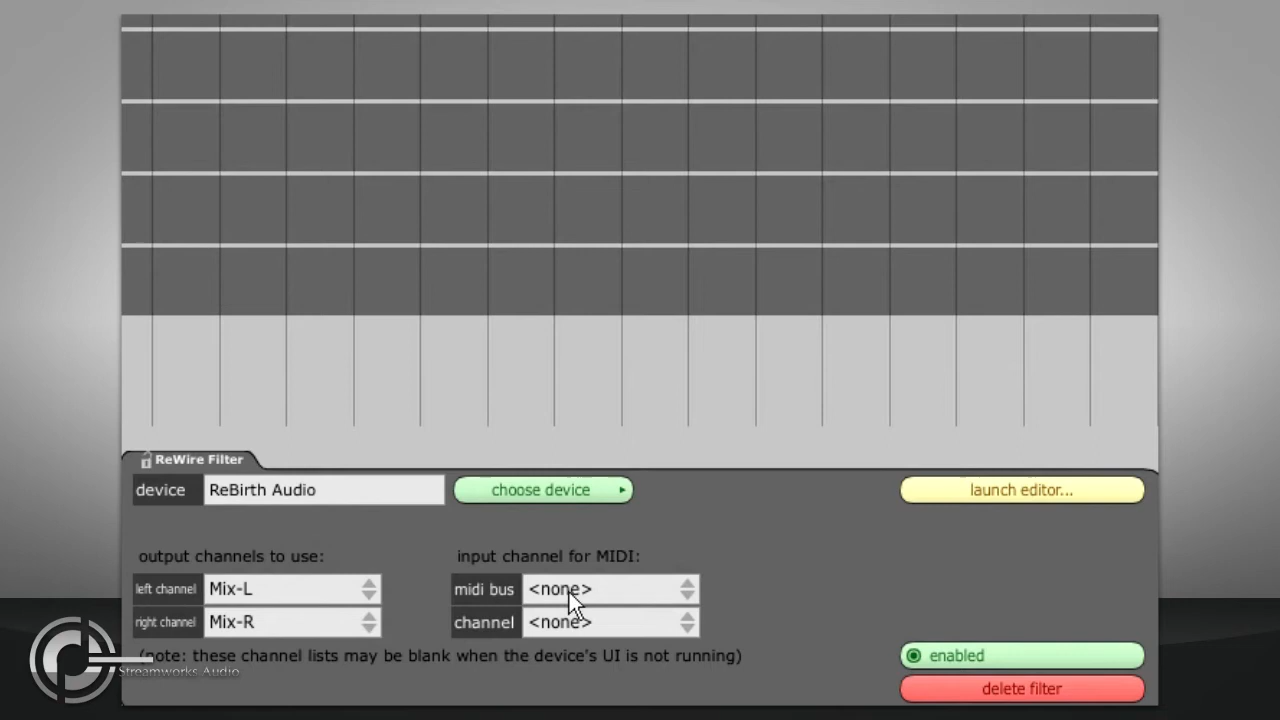 ReWire Filter
device ReBirth Audio choose device launch editor...
output channels to use: input channel for MIDI:
left channel Mix-L midi bus <none>
right channel Mix-R channel <none>
(note: these channel lists may be blank when the device's UI is not running) enabled
Streamworks Audio
delete filter